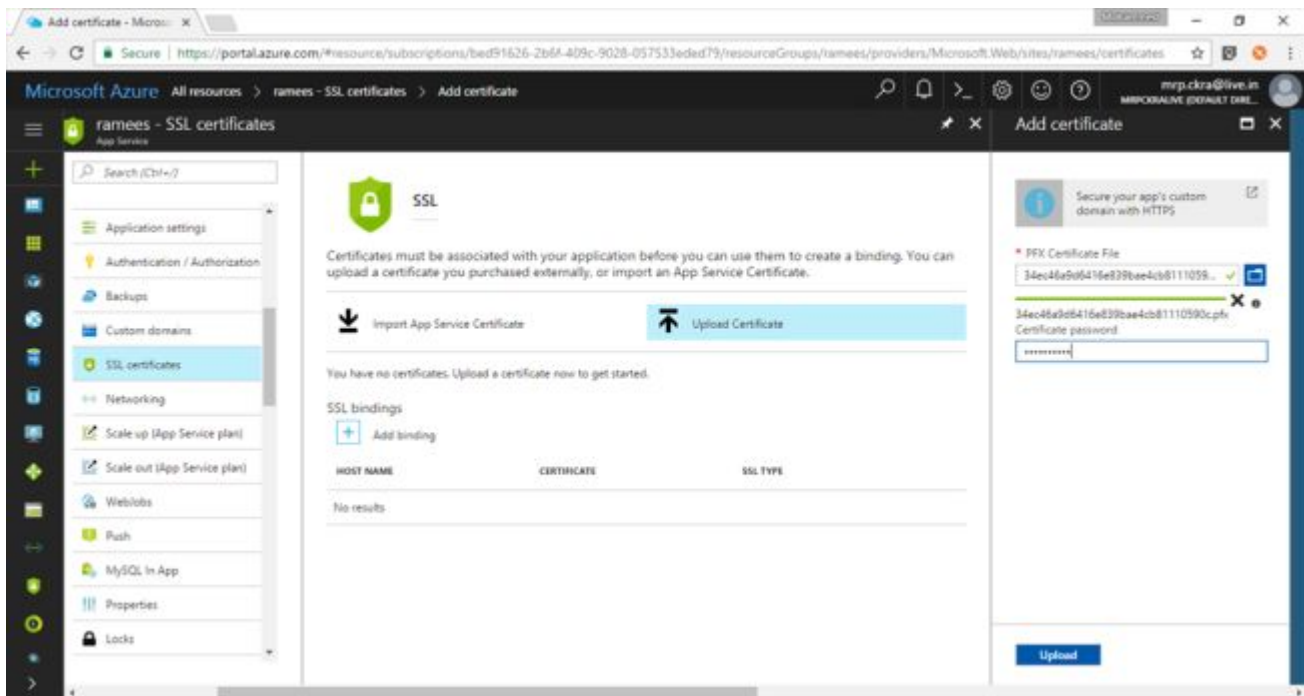 Add certificate - Micros
Secure | https://portal.azure.com/#resource/subscriptions/bed91626-2b6f-409c-9028-057533eded79/resourceGroups/ramees/providers/Microsoft.Web/sites/ramees/certificates
Microsoft Azure All resources > ramees - SSL certificates > Add certificate
mrp.ckra@live.in
MRPCKRALIVE (DEFAULT DIRE...
ramees - SSL certificates
App Service
Add certificate
Search (Ctrl+/)
Application settings
Authentication / Authorization
Backups
Custom domains
SSL certificates
Networking
Scale up (App Service plan)
Scale out (App Service plan)
WebJobs
Push
MySQL In App
Properties
Locks
SSL
Certificates must be associated with your application before you can use them to create a binding. You can
upload a certificate you purchased externally, or import an App Service Certificate.
Import App Service Certificate
Upload Certificate
You have no certificates. Upload a certificate now to get started.
SSL bindings
Add binding
HOST NAME CERTIFICATE SSL TYPE
No results
Secure your app's custom
domain with HTTPS
* PFX Certificate File
34ec46a9d6416e839bae4cb8111059...
34ec46a9d6416e839bae4cb81110590c.pfx
Certificate password
Upload